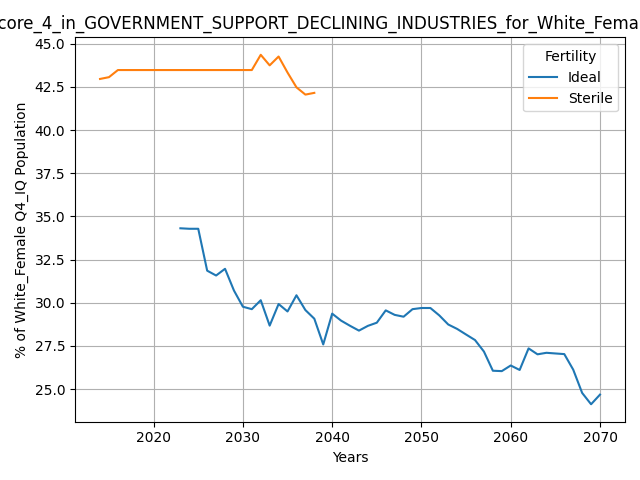 core_4_in_GOVERNMENT_SUPPORT_DECLINING_INDUSTRIES_for_White_Fema
45.0
42.5
40.0
37.5
35.0
32.5
30.0
27.5
25.0
% of White_Female Q4_IQ Population
Fertility
Ideal
Sterile
2020 2030 2040 2050 2060 2070
Years